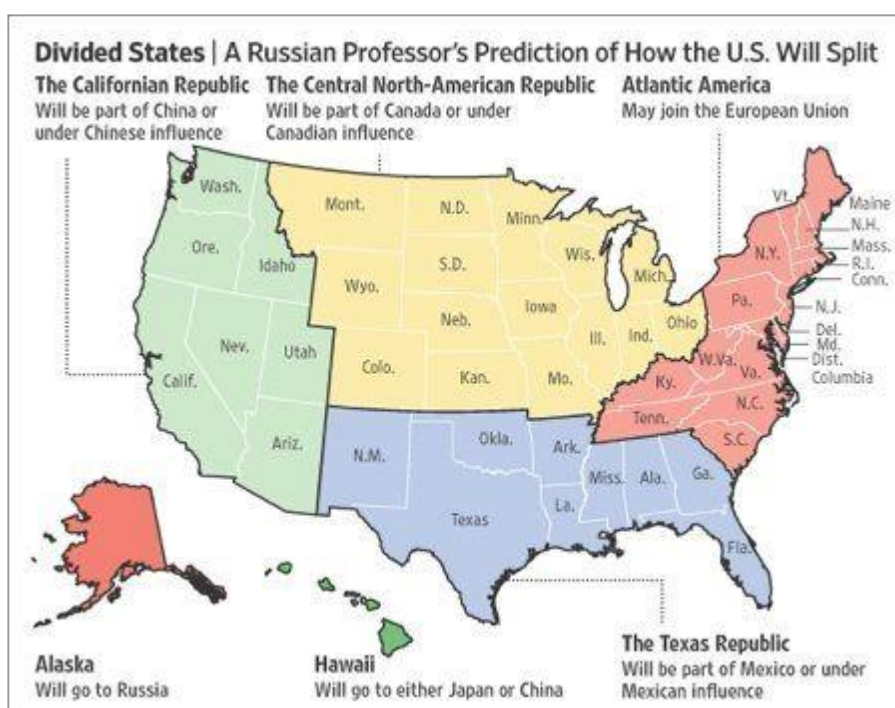 Divided States | A Russian Professor's Prediction of How the U.S. Will Split
The Californian Republic
Will be part of China or
under Chinese influence
The Central North-American Republic
Will be part of Canada or under
Canadian influence
Atlantic America
May join the European Union
Wash.
Ore.
Idaho
Nev.
Utah
Calif.
Ariz.
Mont.
N.D.
Minn.
Wis.
Mich.
Wyo.
S.D.
Neb.
Iowa
Ill.
Ind.
Ohio
Colo.
Kan.
Mo.
Vt.
Maine
N.H.
Mass.
R.I.
Conn.
N.Y.
Pa.
N.J.
Del.
Md.
Dist.
Columbia
W.Va.
Va.
Ky.
N.C.
Tenn.
S.C.
N.M.
Okla.
Ark.
Texas
La.
Miss.
Ala.
Ga.
Fla.
Alaska
Will go to Russia
Hawaii
Will go to either Japan or China
The Texas Republic
Will be part of Mexico or under
Mexican influence